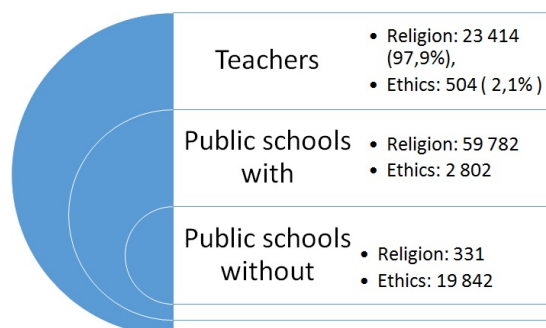 Teachers
• Religion: 23 414
(97,9%),
• Ethics: 504 ( 2,1% )
Public schools
with
• Religion: 59 782
• Ethics: 2 802
Public schools
without
• Religion: 331
• Ethics: 19 842